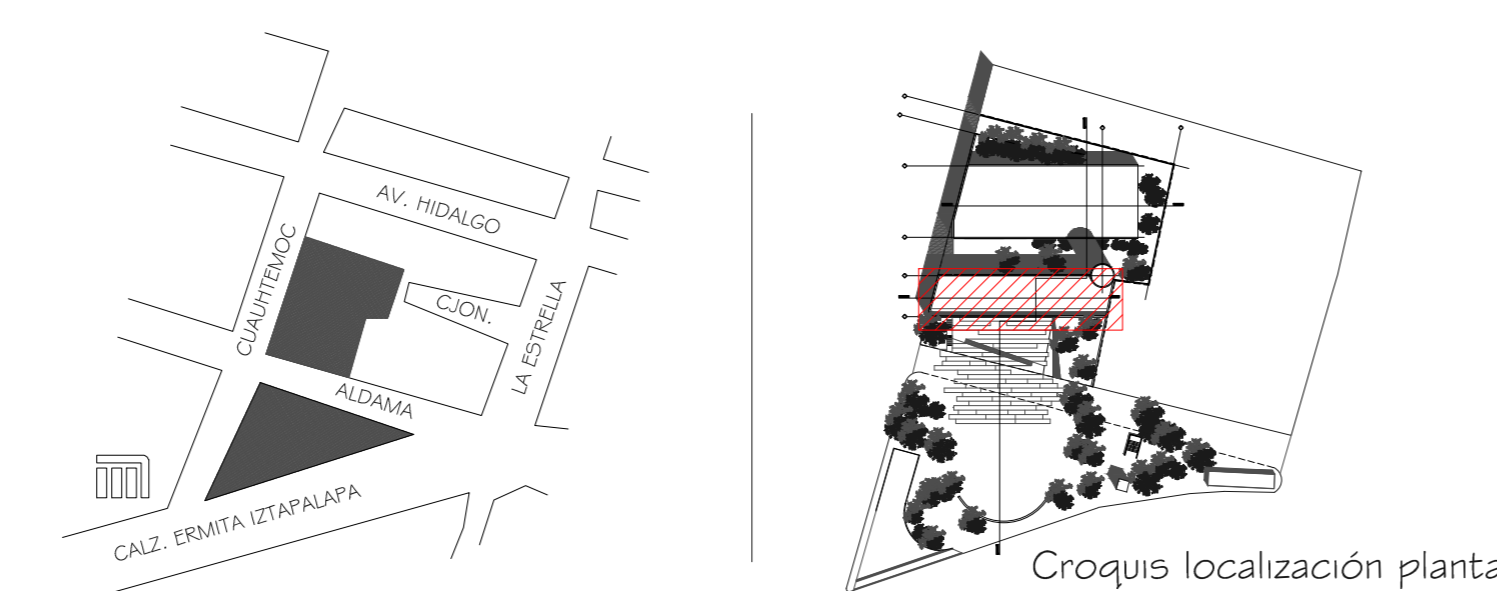 AV. HIDALGO
CUAUHTEMOC
CJON.
LA ESTRELLA
ALDAMA
CALZ. ERMITA IZTAPALAPA
Croquis localización planta